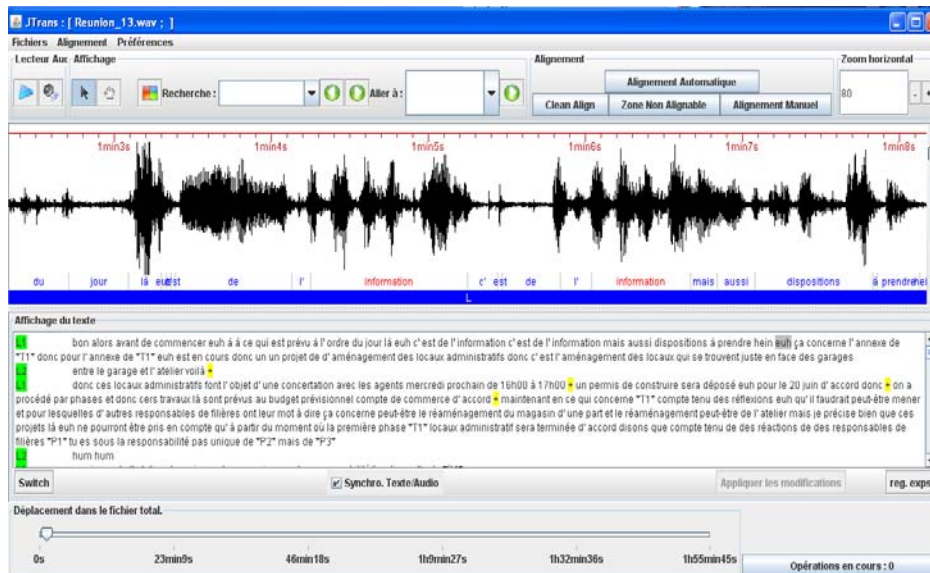 JTrans : [ Reunion_13.wav ; ]
Fichiers Alignement Préférences
Lecteur Auc Affichage Alignement Zoom horizontal
Recherche : Aller à : Alignement Automatique 80 -
Clean Align Zone Non Alignable Alignement Manuel
1min3s 1min4s 1min5s 1min6s 1min7s 1min8s
du jour là de l' information c' est de l' information mais aussi dispositions à prendre
L
Affichage du texte
L1 bon alors avant de commencer euh à à ce qui est prévu à l' ordre du jour là euh c'est de l' information c'est de l' information mais aussi dispositions à prendre hein euh ça concerne l' annexe de
"T1" donc pour l' annexe de "T1" euh est en cours donc un un projet de d' aménagement des locaux administratifs donc c'est l' aménagement des locaux qui se trouvent juste en face des garages
L2 entre le garage et l' atelier voilà +
L1 donc ces locaux administratifs font l' objet d' une concertation avec les agents mercredi prochain de 16h00 à 17h00 + un permis de construire sera déposé euh pour le 20 juin d' accord donc + on a
procédé par phases et donc cers travaux là sont prévus au budget prévisionnel compte de commerce d' accord + maintenant en ce qui concerne "T1" compte tenu des réflexions euh qu' il faudrait peut-être mener
et pour lesquelles d' autres responsables de filières ont leur mot à dire ça concerne peut-être le réaménagement du magasin d' une part et le réaménagement peut-être de l' atelier mais je précise bien que ces
projets là euh ne pourront être pris en compte qu' à partir du moment où la première phase "T1" locaux administratif sera terminée d' accord disons que compte tenu de des réactions de des responsables de
filières "P1" tu es sous la responsabilité pas unique de "P2" mais de "P3"
L2 hum hum
Switch Synchro. Texte/Audio Appliquer les modifications reg. exps
Déplacement dans le fichier total.
0s 23min9s 46min18s 1h9min27s 1h32min36s 1h55min45s
Opérations en cours : 0